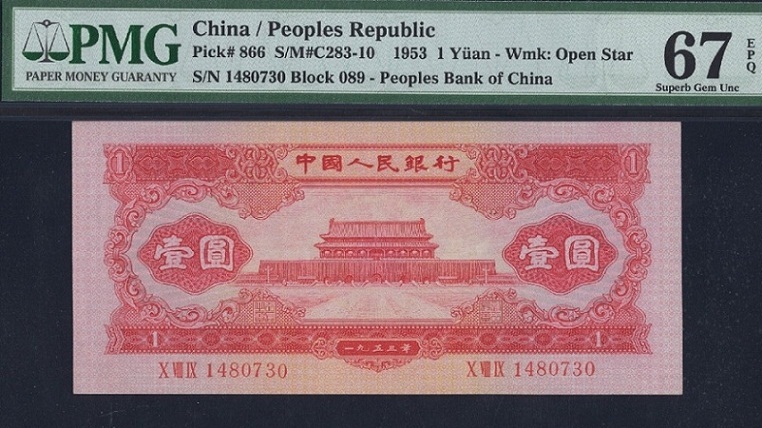 PMG
PAPER MONEY GUARANTY
China / Peoples Republic
Pick# 866 S/M#C283-10 1953 1 Yüan - Wmk: Open Star
S/N 1480730 Block 089 - Peoples Bank of China
67
EPQ
Superb Gem Unc
1 中國人民銀行 1
壹圓 壹圓
1 一九五三年 1
X VIII IX 1480730 X VIII IX 1480730